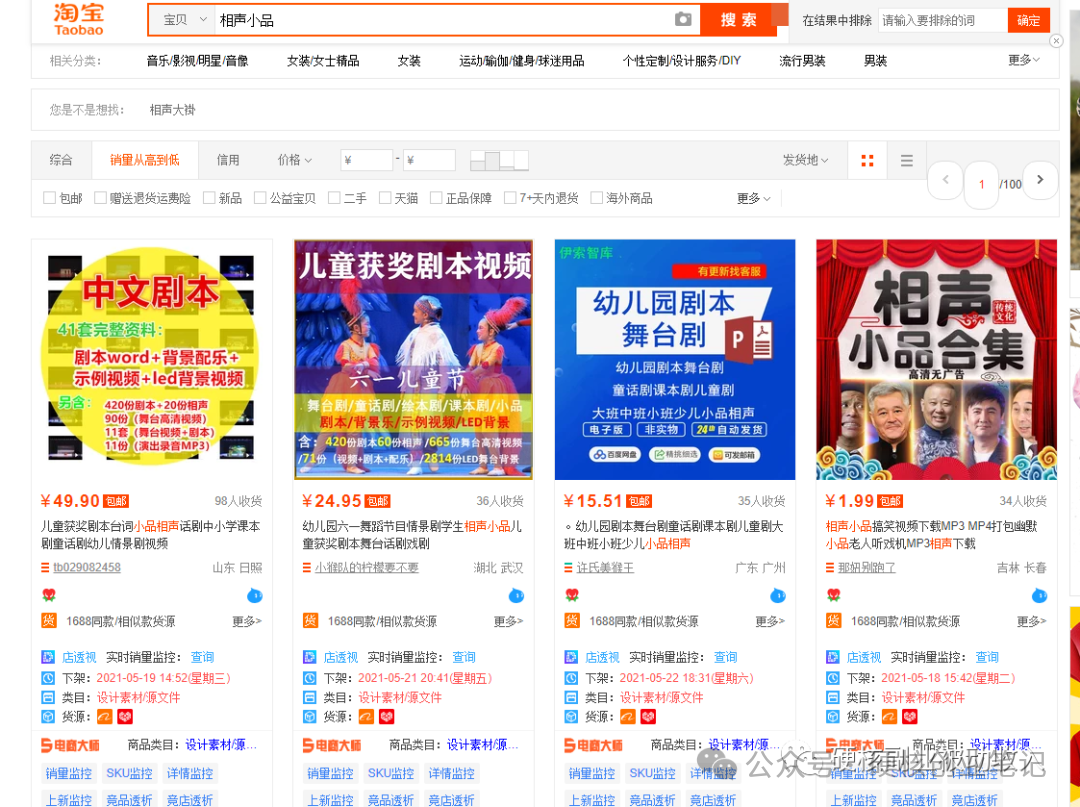 淘宝
Taobao
宝贝
相声小品
搜 索
在结果中排除
请输入要排除的词
确定
相关分类：
音乐/影视/明星/音像
女装/女士精品
女装
运动/瑜伽/健身/球迷用品
个性定制/设计服务/DIY
流行男装
男装
更多
您是不是想找：
相声大褂
综合
销量从高到低
信用
价格
¥
-
¥
发货地
1
/100
包邮
赠送退货运费险
新品
公益宝贝
二手
天猫
正品保障
7+天内退货
海外商品
更多
中文剧本
41套完整资料：
剧本word+背景配乐+
示例视频+led背景视频
另含：
420份剧本+20份相声
90份（舞台高清视频）
11套（舞台视频+剧本）
11份（演出录音MP3）
儿童获奖剧本视频
六一儿童节
舞台剧/童话剧/绘本剧/课本剧/小品
剧本/背景乐/示例视频/LED背景
含：420份剧本60份相声/665份舞台高清视频
/71份（视频+剧本+配乐）/2814份LED舞台背景
伊索智库
有更新找客服
幼儿园剧本
舞台剧
P
幼儿园剧本舞台剧
童话剧课本剧儿童剧
大班中班小班少儿小品相声
电子版
非实物
24时自动发货
百度网盘
精挑细选
可发邮箱
相声
传统文化
小品合集
高清无广告
¥49.90
包邮
98人收货
儿童获奖剧本台词小品相声话剧中小学课本
剧童话剧幼儿情景剧视频
tb029082458
山东 日照
货
1688同款/相似款货源
更多>
店透视
实时销量监控：
查询
下架：2021-05-19 14:52(星期三)
类目：设计素材/源文件
货源：
电商大师
商品类目：设计素材/源...
销量监控
SKU监控
详情监控
上新监控
竞品透析
竞店透析
¥24.95
包邮
36人收货
幼儿园六一舞蹈节目情景剧学生相声小品儿
童获奖剧本舞台话剧戏剧
小猴队的柠檬要不要
湖北 武汉
货
1688同款/相似款货源
更多>
店透视
实时销量监控：
查询
下架：2021-05-21 20:41(星期五)
类目：设计素材/源文件
货源：
电商大师
商品类目：设计素材/源...
销量监控
SKU监控
详情监控
上新监控
竞品透析
竞店透析
¥15.51
包邮
35人收货
。幼儿园剧本舞台剧童话剧课本剧儿童剧大
班中班小班少儿小品相声
许氏美猴王
广东 广州
货
1688同款/相似款货源
更多>
店透视
实时销量监控：
查询
下架：2021-05-22 18:31(星期六)
类目：设计素材/源文件
货源：
电商大师
商品类目：设计素材/源...
销量监控
SKU监控
详情监控
上新监控
竞品透析
竞店透析
¥1.99
包邮
34人收货
相声小品搞笑视频下载MP3 MP4打包幽默
小品老人听戏机MP3相声下载
那妞别跑了
吉林 长春
货
1688同款/相似款货源
更多>
店透视
实时销量监控：
查询
下架：2021-05-18 15:42(星期二)
类目：设计素材/源文件
货源：
电商大师
商品类目：设计素材/源...
销量监控
SKU监控
详情监控
上新监控
竞品透析
竞店透析